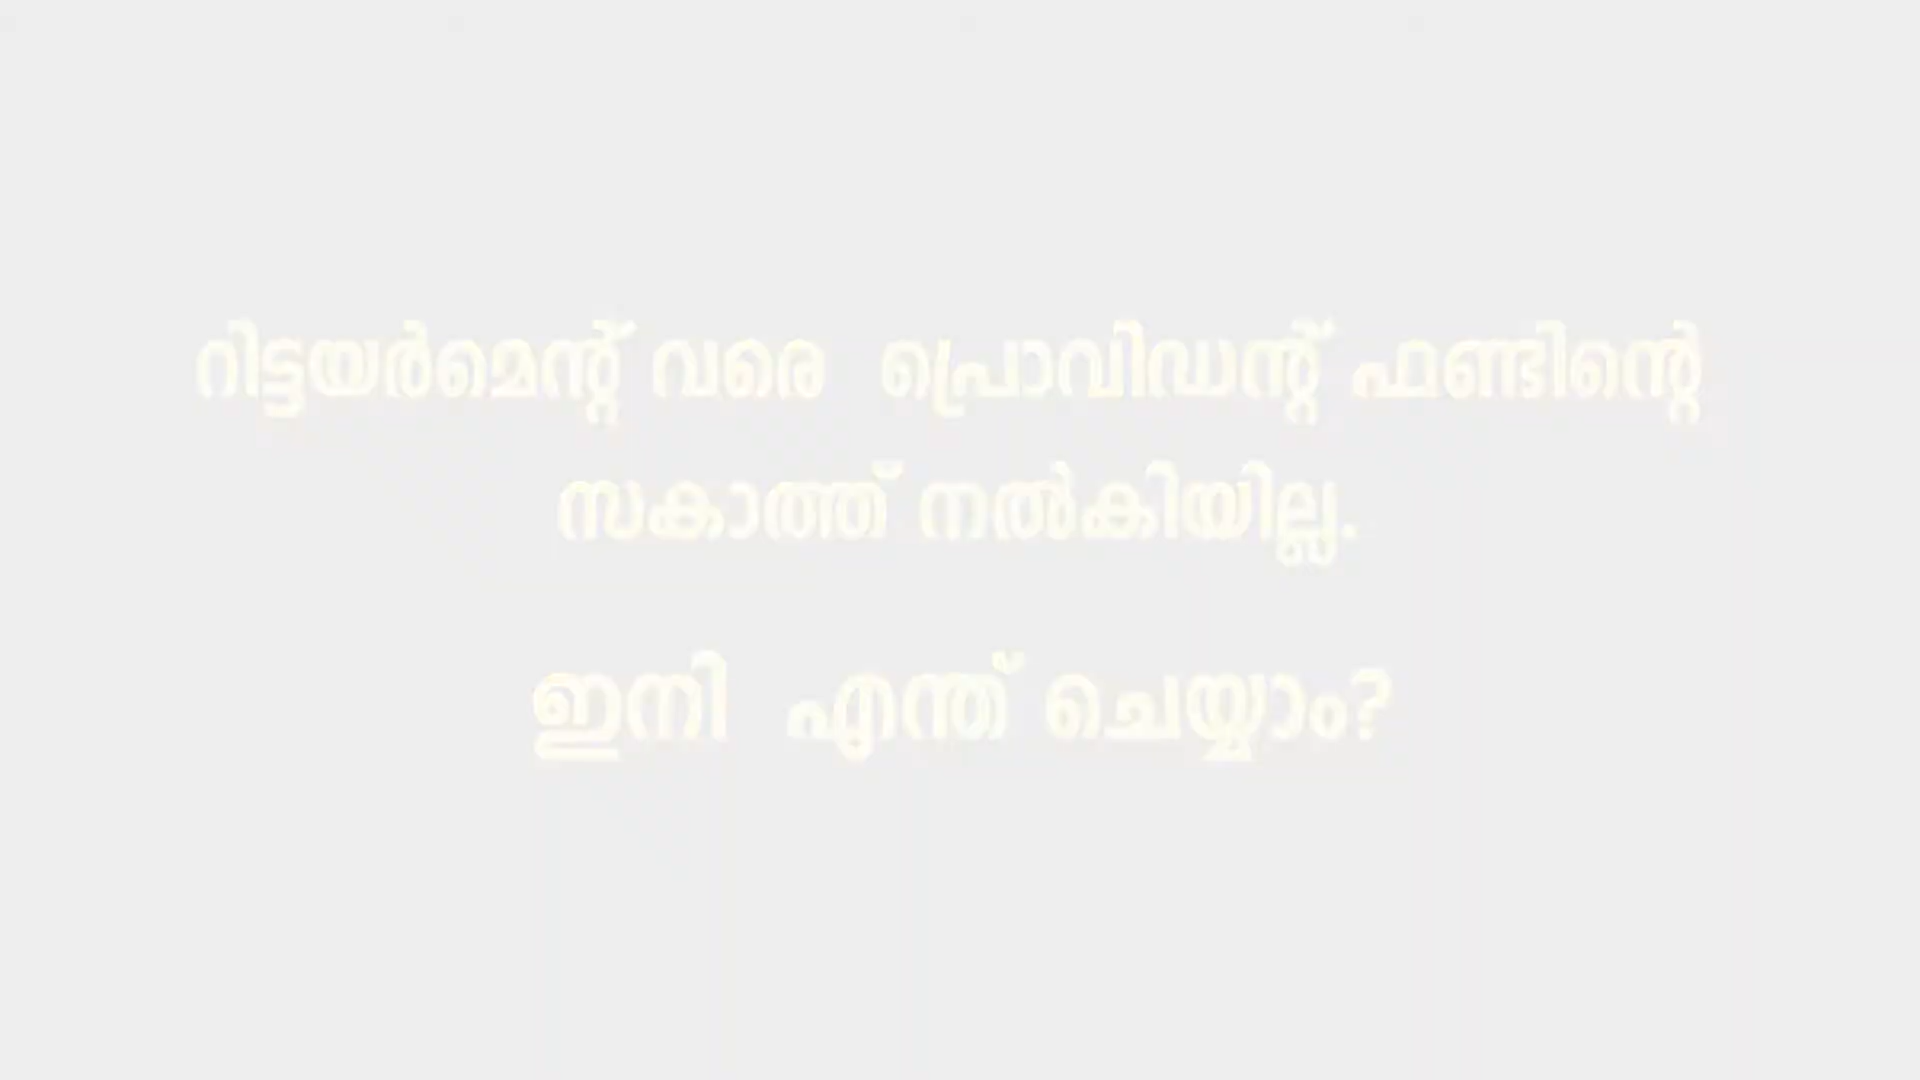 റിട്ടയർമെന്റ് വരെ പ്രൊവിഡന്റ് ഫണ്ടിന്റെ
സകാത്ത് നൽകിയില്ല.
ഇനി എന്ത് ചെയ്യാം?